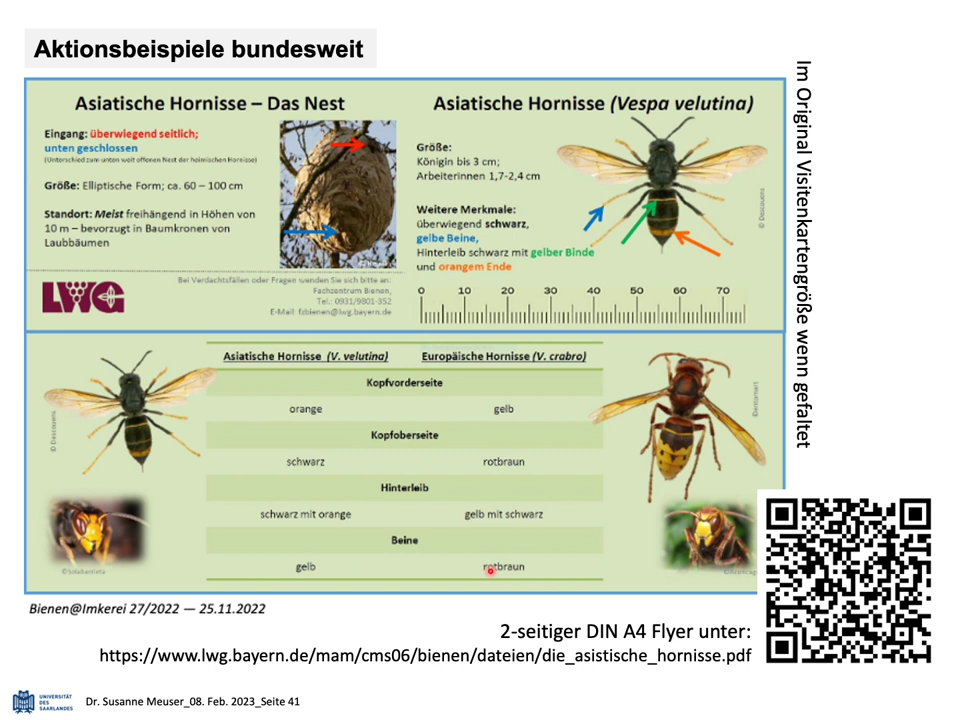 Aktionsbeispiele bundesweit
Asiatische Hornisse – Das Nest
Eingang: überwiegend seitlich;
unten geschlossen
(Unterschied zum unten weit offenen Nest der heimischen Hornisse)
Größe: Elliptische Form; ca. 60 – 100 cm
Standort: Meist freihängend in Höhen von
10 m – bevorzugt in Baumkronen von
Laubbäumen
LWG
Bei Verdachtsfällen oder Fragen wenden Sie sich bitte an:
Fachzentrum Bienen,
Tel.: 0931/9801-352
E-Mail: fzbienen@lwg.bayern.de
Asiatische Hornisse (Vespa velutina)
Größe:
Königin bis 3 cm;
Arbeiterinnen 1,7-2,4 cm
Weitere Merkmale:
überwiegend schwarz,
gelbe Beine,
Hinterleib schwarz mit gelber Binde
und orangem Ende
© Descouens
0 10 20 30 40 50 60 70
Im Original Visitenkartengröße wenn gefaltet
Asiatische Hornisse (V. velutina) Europäische Hornisse (V. crabro)
Kopfvorderseite
orange gelb
Kopfoberseite
schwarz rotbraun
Hinterleib
schwarz mit orange gelb mit schwarz
Beine
gelb rotbraun
© Descouens
Bienen@Imkerei 27/2022 — 25.11.2022
2-seitiger DIN A4 Flyer unter:
https://www.lwg.bayern.de/mam/cms06/bienen/dateien/die_asistische_hornisse.pdf
UNIVERSITÄT
DES
SAARLANDES
Dr. Susanne Meuser_08. Feb. 2023_Seite 41